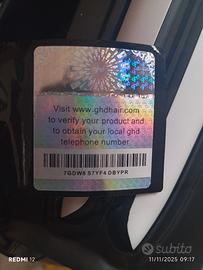 Visit www.ghdhair.com
to verify your product and
to obtain your local ghd
telephone number
7GDW8 S7YF4 DBYPR
subito
REDMI 12
11/11/2025 09:17